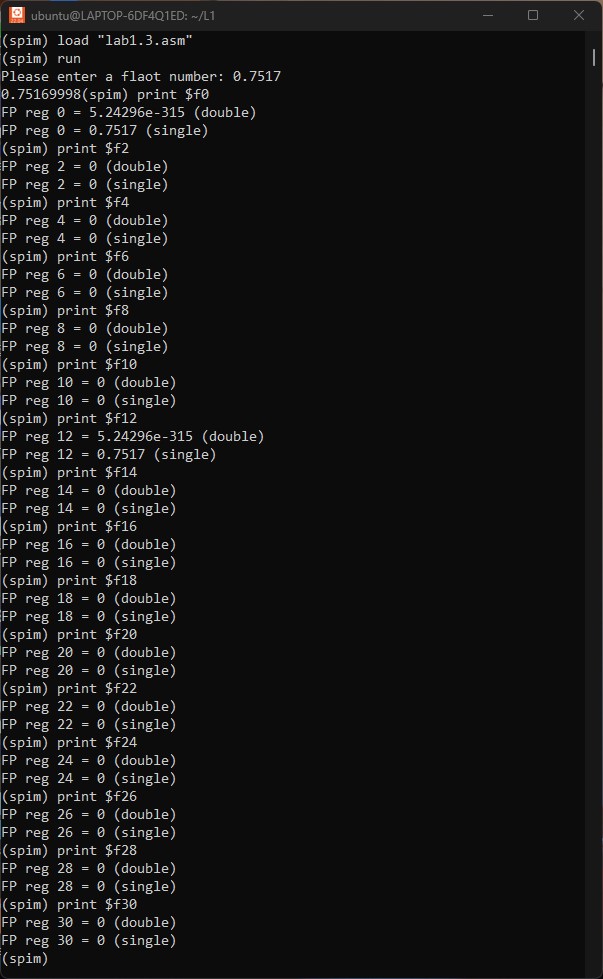 ubuntu@LAPTOP-6DF4Q1ED: ~/L1
(spim) load "lab1.3.asm"
(spim) run
Please enter a flaot number: 0.7517
0.75169998(spim) print $f0
FP reg 0 = 5.24296e-315 (double)
FP reg 0 = 0.7517 (single)
(spim) print $f2
FP reg 2 = 0 (double)
FP reg 2 = 0 (single)
(spim) print $f4
FP reg 4 = 0 (double)
FP reg 4 = 0 (single)
(spim) print $f6
FP reg 6 = 0 (double)
FP reg 6 = 0 (single)
(spim) print $f8
FP reg 8 = 0 (double)
FP reg 8 = 0 (single)
(spim) print $f10
FP reg 10 = 0 (double)
FP reg 10 = 0 (single)
(spim) print $f12
FP reg 12 = 5.24296e-315 (double)
FP reg 12 = 0.7517 (single)
(spim) print $f14
FP reg 14 = 0 (double)
FP reg 14 = 0 (single)
(spim) print $f16
FP reg 16 = 0 (double)
FP reg 16 = 0 (single)
(spim) print $f18
FP reg 18 = 0 (double)
FP reg 18 = 0 (single)
(spim) print $f20
FP reg 20 = 0 (double)
FP reg 20 = 0 (single)
(spim) print $f22
FP reg 22 = 0 (double)
FP reg 22 = 0 (single)
(spim) print $f24
FP reg 24 = 0 (double)
FP reg 24 = 0 (single)
(spim) print $f26
FP reg 26 = 0 (double)
FP reg 26 = 0 (single)
(spim) print $f28
FP reg 28 = 0 (double)
FP reg 28 = 0 (single)
(spim) print $f30
FP reg 30 = 0 (double)
FP reg 30 = 0 (single)
(spim)